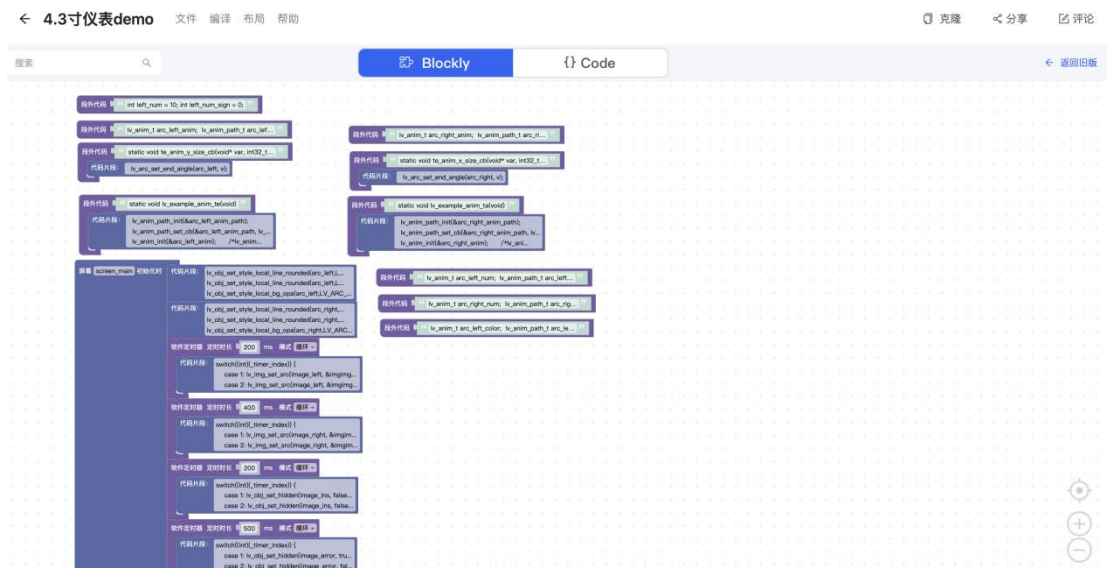 ← 4.3寸仪表demo 文件 编译 布局 帮助 克隆 分享 评论
搜索 Blockly {} Code ← 返回旧版
段外代码 “ int left_num = 10; int left_num_sign = 0; ”
段外代码 “ lv_anim_t arc_left_anim; lv_anim_path_t arc_lef... ”
段外代码 “ static void te_anim_y_size_cb(void* var, int32_t... ”
代码片段: lv_arc_set_end_angle(arc_left, v);
段外代码 “ static void lv_example_anim_te(void) ”
代码片段: lv_anim_path_init(&arc_left_anim_path);
lv_anim_path_set_cb(&arc_left_anim_path, lv_...
lv_anim_init(&arc_left_anim); /*lv_anim...
段外代码 “ lv_anim_t arc_right_anim; lv_anim_path_t arc_ri... ”
段外代码 “ static void te_anim_x_size_cb(void* var, int32_t... ”
代码片段: lv_arc_set_end_angle(arc_right, v);
段外代码 “ static void lv_example_anim_ta(void) ”
代码片段: lv_anim_path_init(&arc_right_anim_path);
lv_anim_path_set_cb(&arc_right_anim_path, lv...
lv_anim_init(&arc_right_anim); /*lv_ani...
段外代码 “ lv_anim_t arc_left_num; lv_anim_path_t arc_left... ”
段外代码 “ lv_anim_t arc_right_num; lv_anim_path_t arc_rig... ”
段外代码 “ lv_anim_t arc_left_color; lv_anim_path_t arc_le... ”
屏幕 screen_main 初始化时 代码片段: lv_obj_set_style_local_line_rounded(arc_left,L...
lv_obj_set_style_local_line_rounded(arc_left,L...
lv_obj_set_style_local_bg_opa(arc_left,LV_ARC_...
代码片段: lv_obj_set_style_local_line_rounded(arc_right,...
lv_obj_set_style_local_line_rounded(arc_right,...
lv_obj_set_style_local_bg_opa(arc_right,LV_ARC...
软件定时器 定时时长 200 ms 模式 循环
代码片段: switch((int)(_timer_index)) {
case 1: lv_img_set_src(image_left, &imgimg...
case 2: lv_img_set_src(image_left, &imgimg...
软件定时器 定时时长 400 ms 模式 循环
代码片段: switch((int)(_timer_index)) {
case 1: lv_img_set_src(image_right, &imgim...
case 2: lv_img_set_src(image_right, &imgim...
软件定时器 定时时长 200 ms 模式 循环
代码片段: switch((int)(_timer_index)) {
case 1: lv_obj_set_hidden(image_ins, false...
case 2: lv_obj_set_hidden(image_ins, false...
软件定时器 定时时长 500 ms 模式 循环
代码片段: switch((int)(_timer_index)) {
case 1: lv_obj_set_hidden(image_error, tru...
case 2: lv_obj_set_hidden(image_error, fal...